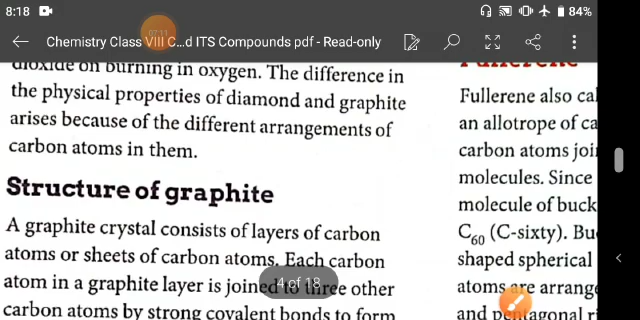 8:18
84%
07:11
Chemistry Class VIII C...d ITS Compounds pdf - Read-only
dioxide on burning in oxygen. The difference in
the physical properties of diamond and graphite
arises because of the different arrangements of
carbon atoms in them.
Structure of graphite
A graphite crystal consists of layers of carbon
atoms or sheets of carbon atoms. Each carbon
atom in a graphite layer is joined to three other
carbon atoms by strong covalent bonds to form
4 of 18
Fullerene
Fullerene also cal
an allotrope of ca
carbon atoms joi
molecules. Since
molecule of buck
C60 (C-sixty). Bu
shaped spherical
atoms are arrange
and pentagonal ri